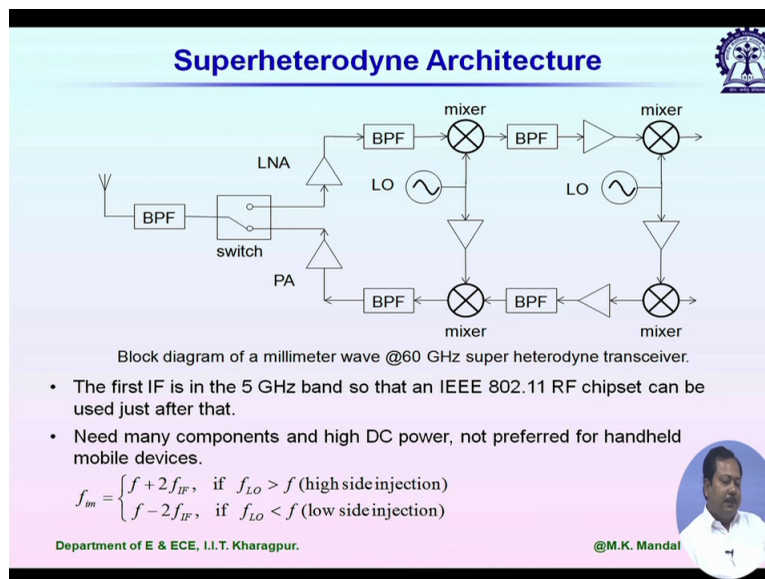 Superheterodyne Architecture
mixer
mixer
BPF
BPF
LNA
LO
LO
BPF
switch
PA
BPF
BPF
mixer
mixer
Block diagram of a millimeter wave @60 GHz super heterodyne transceiver.
• The first IF is in the 5 GHz band so that an IEEE 802.11 RF chipset can be
used just after that.
• Need many components and high DC power, not preferred for handheld
mobile devices.
f_im = { f + 2f_IF, if f_LO > f (high side injection)
f − 2f_IF, if f_LO < f (low side injection)
Department of E & ECE, I.I.T. Kharagpur.
@M.K. Mandal